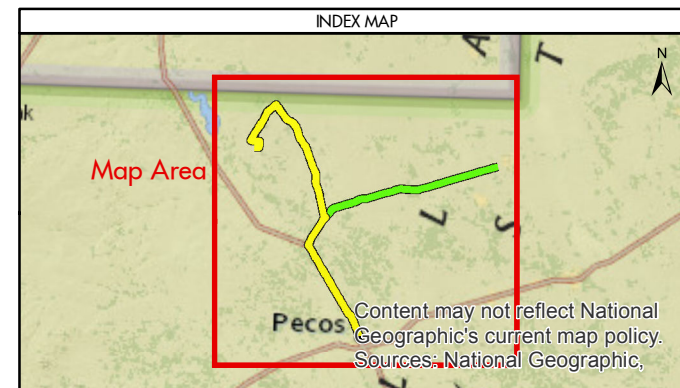 INDEX MAP
N
A
T
k
Map Area
L
S
Pecos
Content may not reflect National
Geographic's current map policy.
Sources: National Geographic,
L